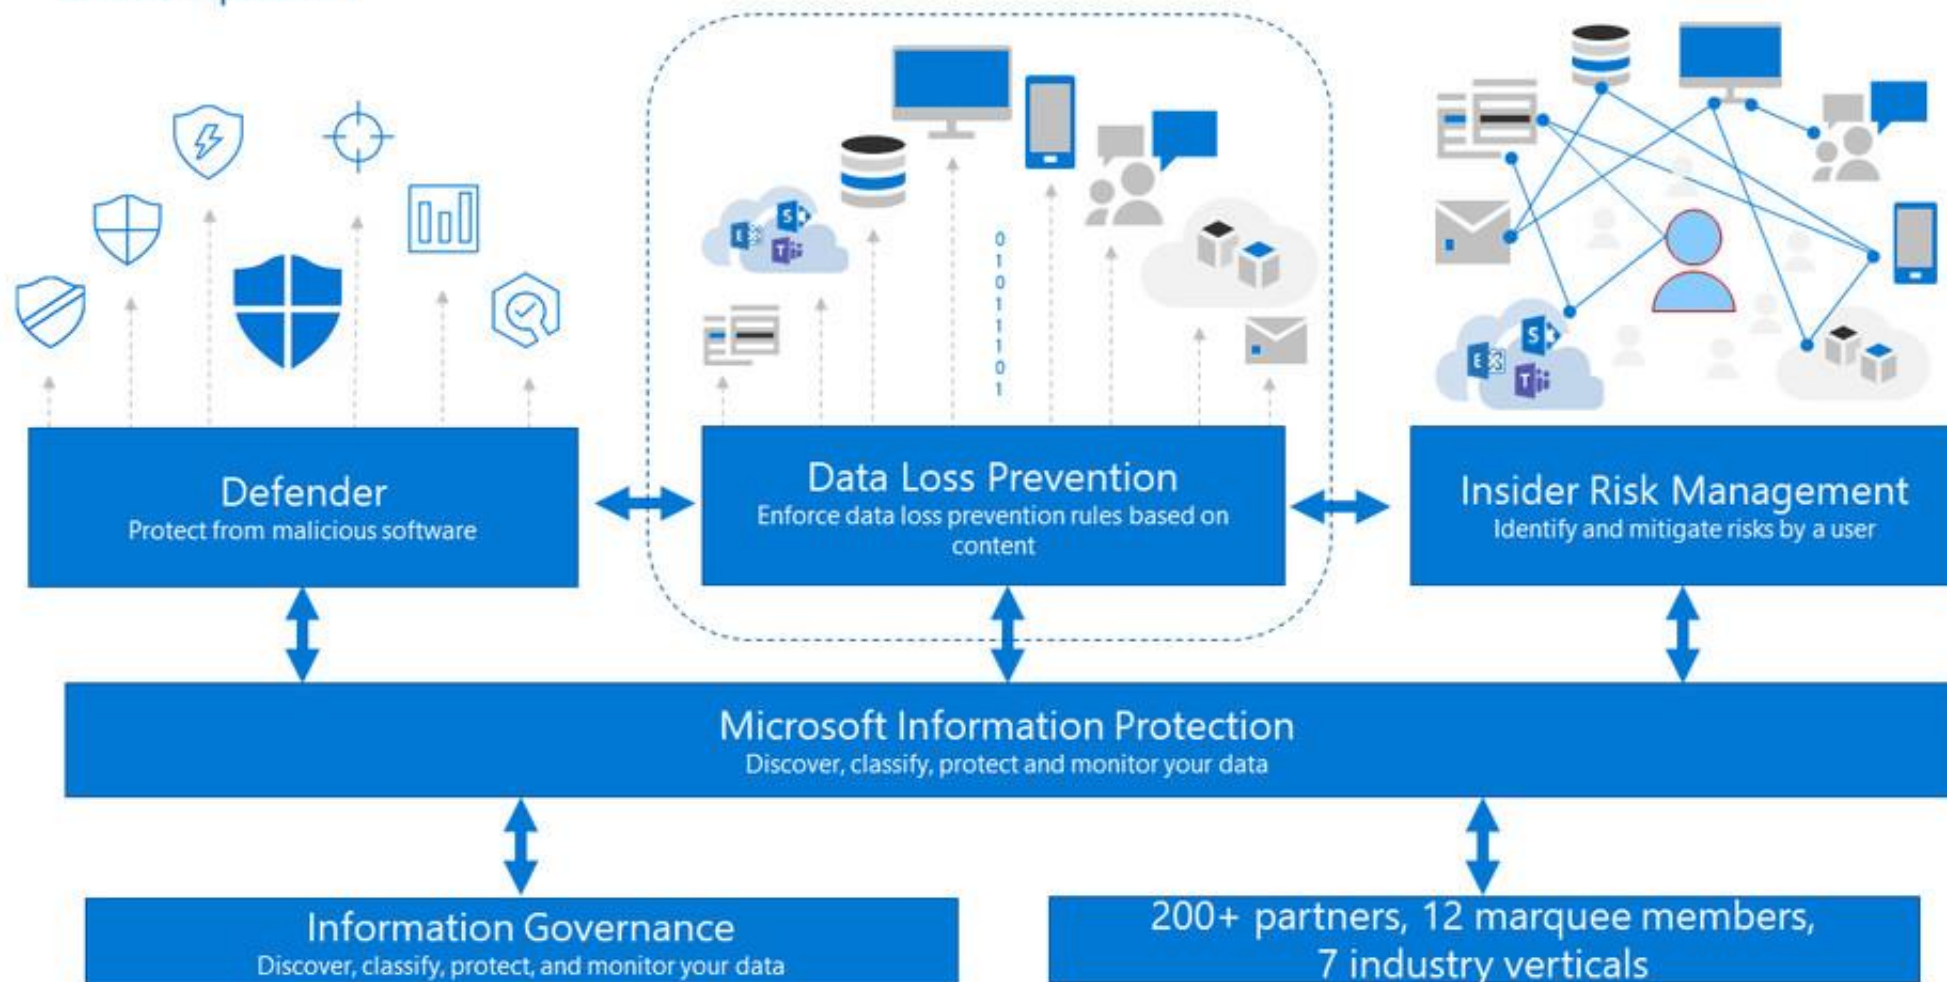 Defender
Protect from malicious software
0
1
0
1
1
1
0
1
Data Loss Prevention
Enforce data loss prevention rules based on
content
Insider Risk Management
Identify and mitigate risks by a user
E
S
T
E
S
T
Microsoft Information Protection
Discover, classify, protect and monitor your data
Information Governance
Discover, classify, protect, and monitor your data
200+ partners, 12 marquee members,
7 industry verticals